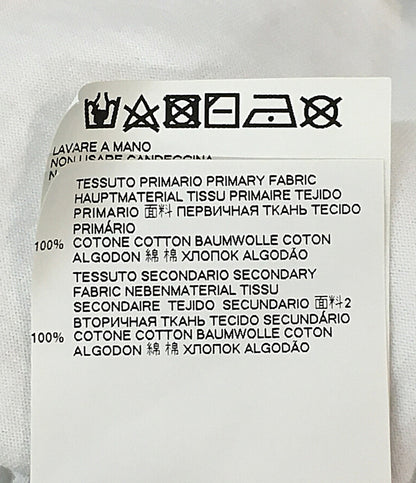 LAVARE A MANO
NON USARE CANDEGGINA
TESSUTO PRIMARIO PRIMARY FABRIC
HAUPTMATERIAL TISSU PRIMAIRE TEJIDO
PRIMARIO 面料 ПЕРВИЧНАЯ ТКАНЬ TECIDO
PRIMÁRIO
100% COTONE COTTON BAUMWOLLE COTON
ALGODON 綿 棉 ХЛОПОК ALGODÃO
TESSUTO SECONDARIO SECONDARY
FABRIC NEBENMATERIAL TISSU
SECONDAIRE TEJIDO SECUNDARIO 面料2
ВТОРИЧНАЯ ТКАНЬ TECIDO SECUNDÁRIO
100% COTONE COTTON BAUMWOLLE COTON
ALGODON 綿 棉 ХЛОПОК ALGODÃO